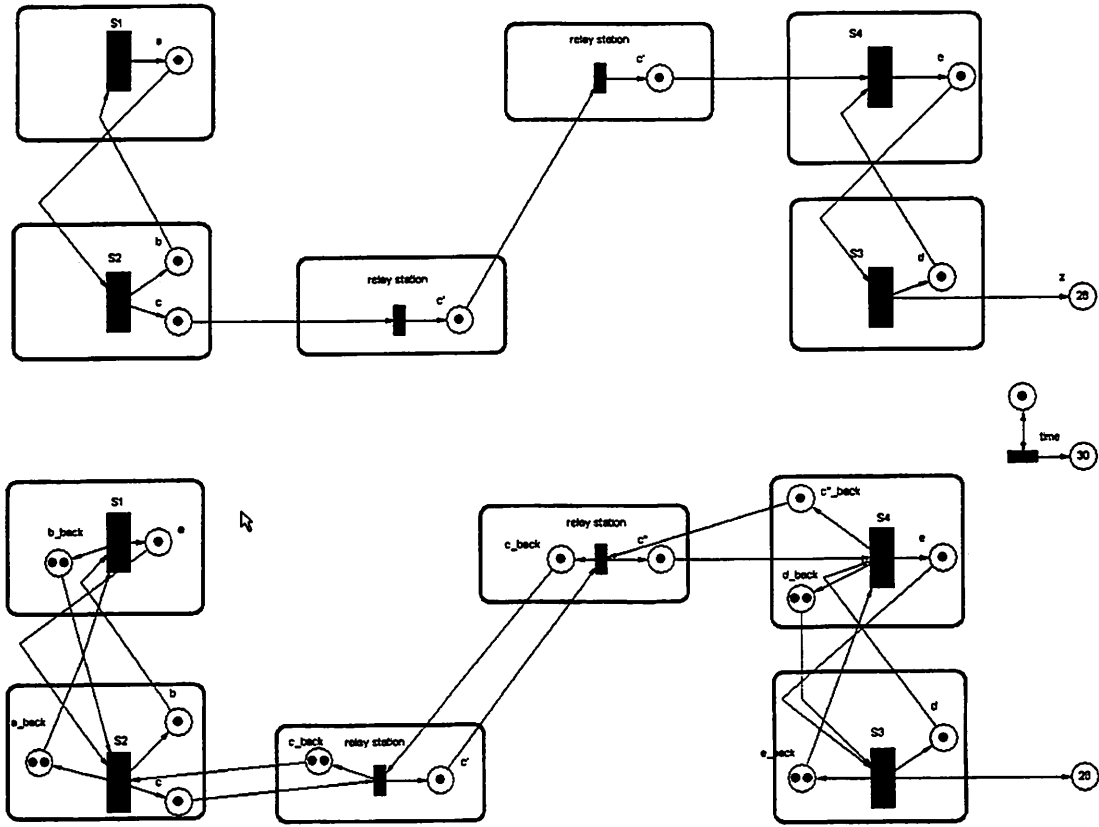 S1
a
relay station
c'
S4
e
S2
b
c
relay station
c'
S3
d
z
28
time
30
S1
b_back
e
relay station
c_back
c"
c"_back
S4
e
d_back
a_back
S2
b
c
c_back
relay station
c'
e_back
S3
d
28